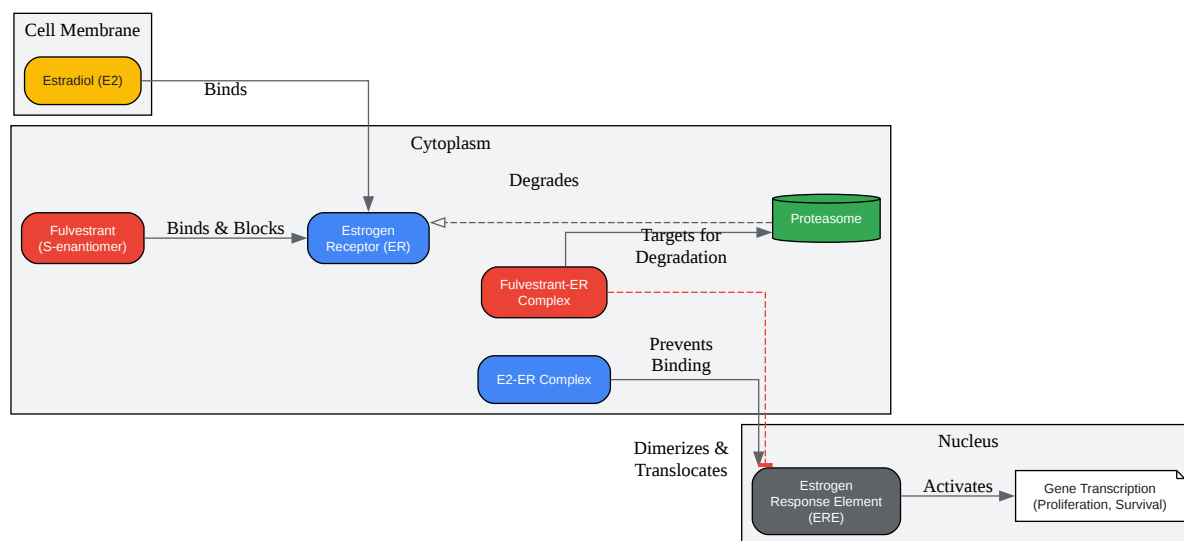 Cell Membrane
Estradiol (E2)
Binds
Cytoplasm
Degrades
Proteasome
Fulvestrant
(S-enantiomer)
Binds & Blocks
Estrogen
Receptor (ER)
Targets for
Degradation
Fulvestrant-ER
Complex
Prevents
Binding
E2-ER Complex
Dimerizes &
Translocates
Nucleus
Estrogen
Response Element
(ERE)
Activates
Gene Transcription
(Proliferation, Survival)